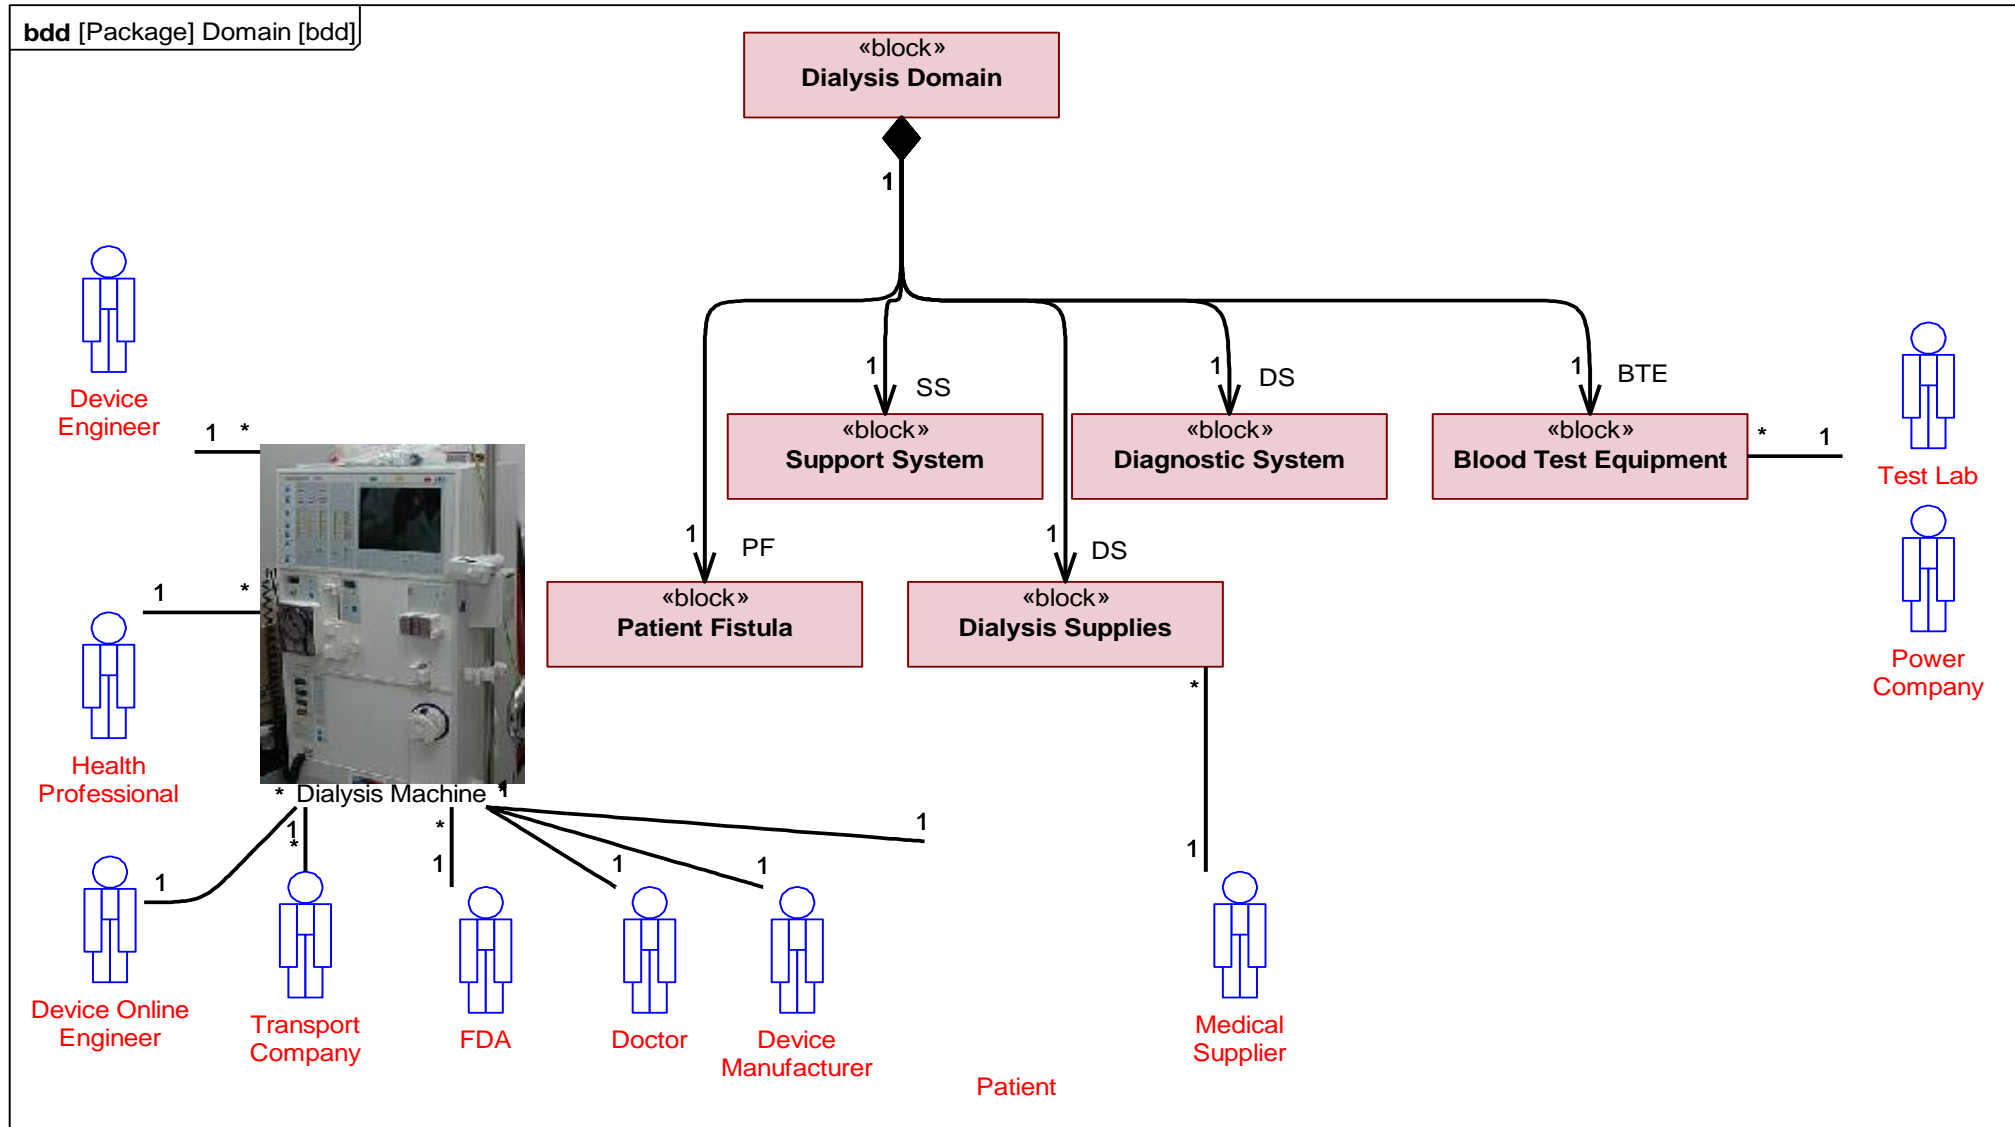 bdd [Package] Domain [bdd]
«block»
Dialysis Domain
1
Device
Engineer
1 *
1
SS
1
DS
1
BTE
«block»
Support System
«block»
Diagnostic System
«block»
Blood Test Equipment
* 1
Test Lab
1
PF
1
DS
«block»
Patient Fistula
«block»
Dialysis Supplies
1 *
Health
Professional
Power
Company
*
1
Medical
Supplier
* Dialysis Machine * 1
1
Device Online
Engineer
1
*
Transport
Company
*
1
FDA
1
Doctor
1
Device
Manufacturer
1
Patient